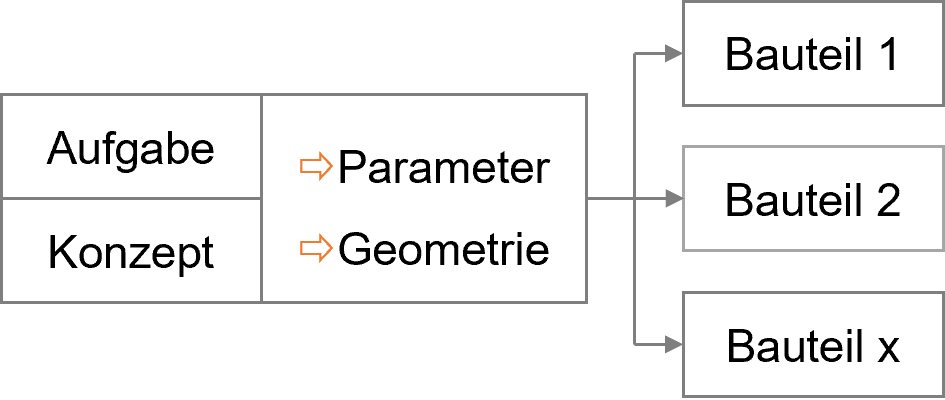 Aufgabe
Konzept
Parameter
Geometrie
Bauteil 1
Bauteil 2
Bauteil x